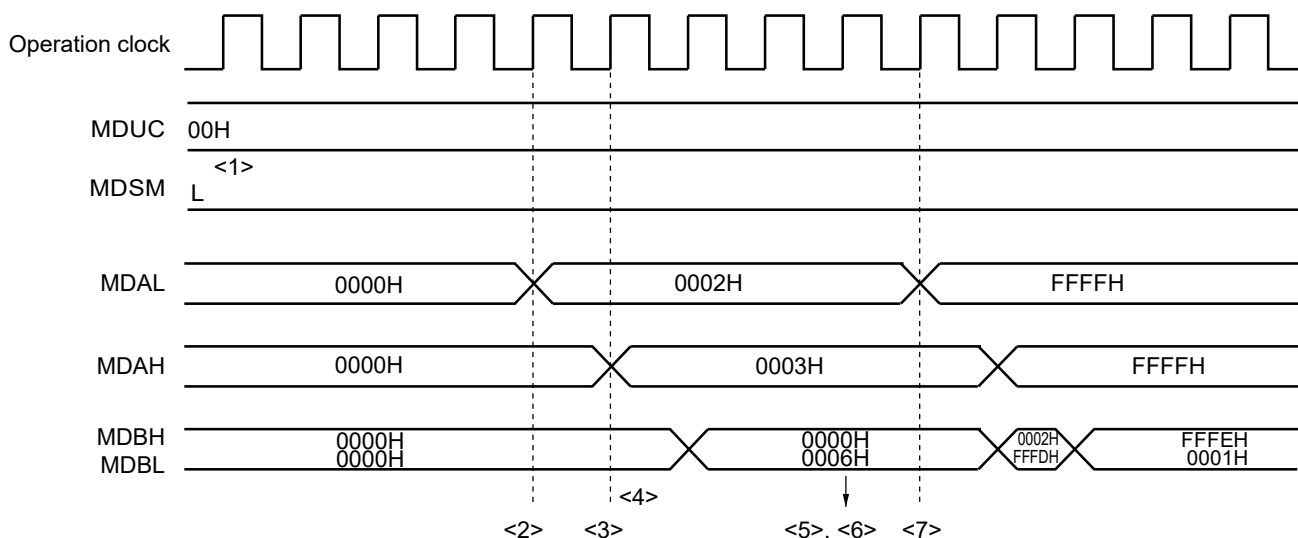 Operation clock
MDUC 00H
<1>
MDSM L
MDAL 0000H 0002H FFFFH
MDAH 0000H 0003H FFFFH
MDBH 0000H 0000H 0002H FFFEH
MDBL 0000H 0006H FFFDH 0001H
<4>
<2> <3> <5>, <6> <7>